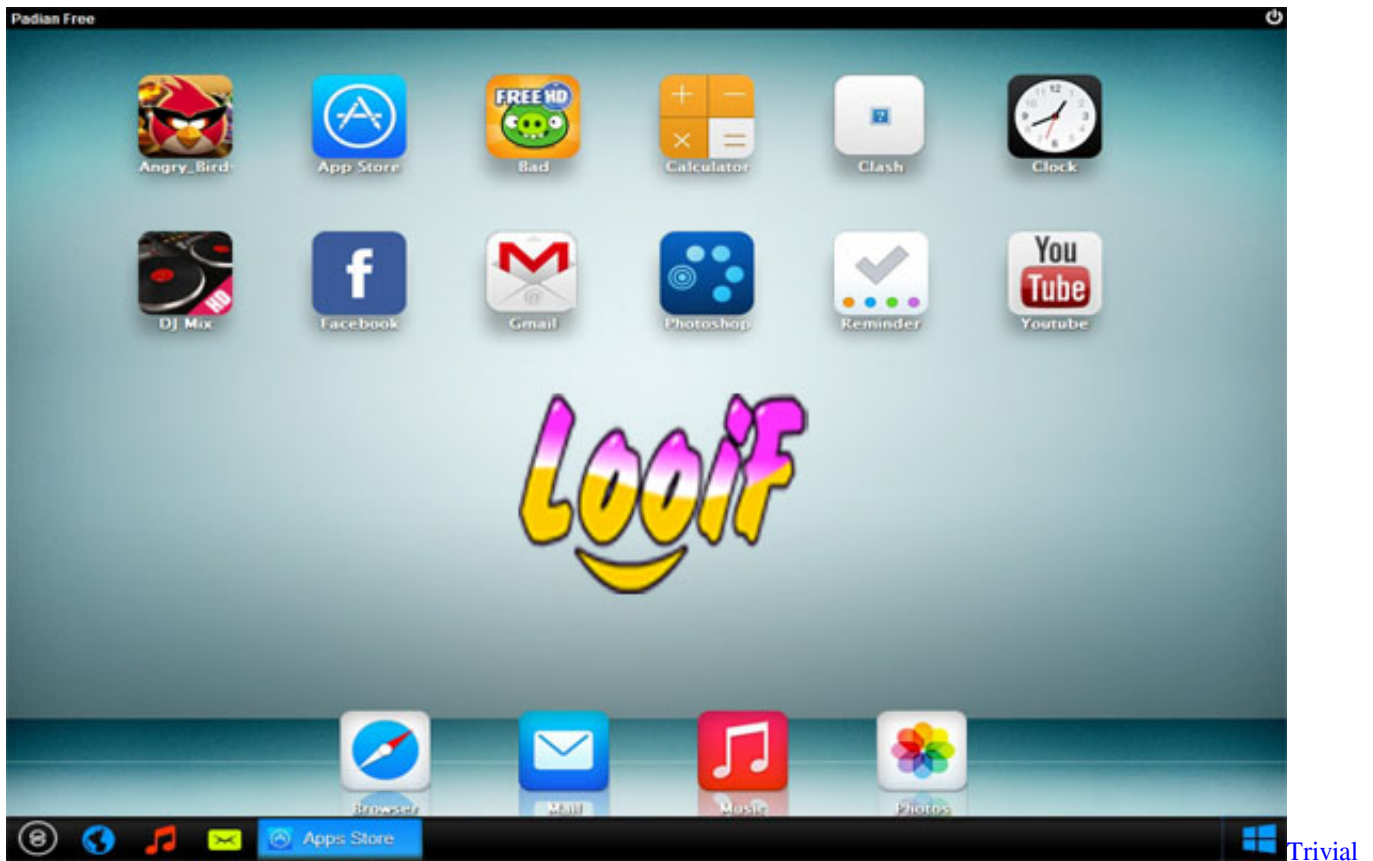 Padian Free
FREE HD
Angry_Bird
App Store
Bad
Calculator
Clash
Clock
You
Tube
HD
DJ Mix
Facebook
Gmail
Photoshop
Reminder
Youtube
LooiF
Browser
Mail
Music
Photos
Apps Store
Trivial